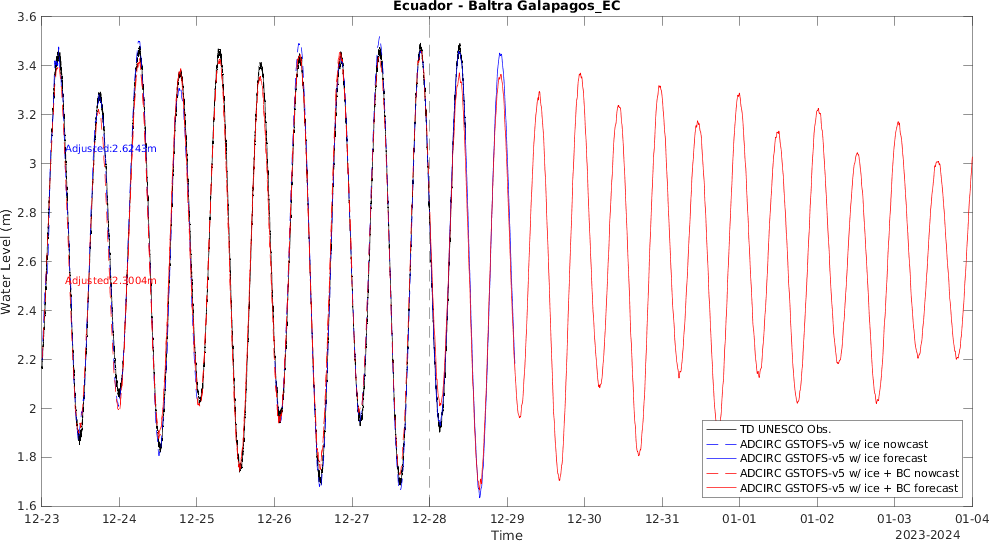 Ecuador - Baltra Galapagos_EC
3.6
3.4
3.2
3
2.8
2.6
2.4
2.2
2
1.8
1.6
Water Level (m)
Adjusted:2.6243m
Adjusted:2.3004m
TD UNESCO Obs.
ADCIRC GSTOFS-v5 w/ ice nowcast
ADCIRC GSTOFS-v5 w/ ice forecast
ADCIRC GSTOFS-v5 w/ ice + BC nowcast
ADCIRC GSTOFS-v5 w/ ice + BC forecast
12-23 12-24 12-25 12-26 12-27 12-28 12-29 12-30 12-31 01-01 01-02 01-03 01-04
Time
2023-2024